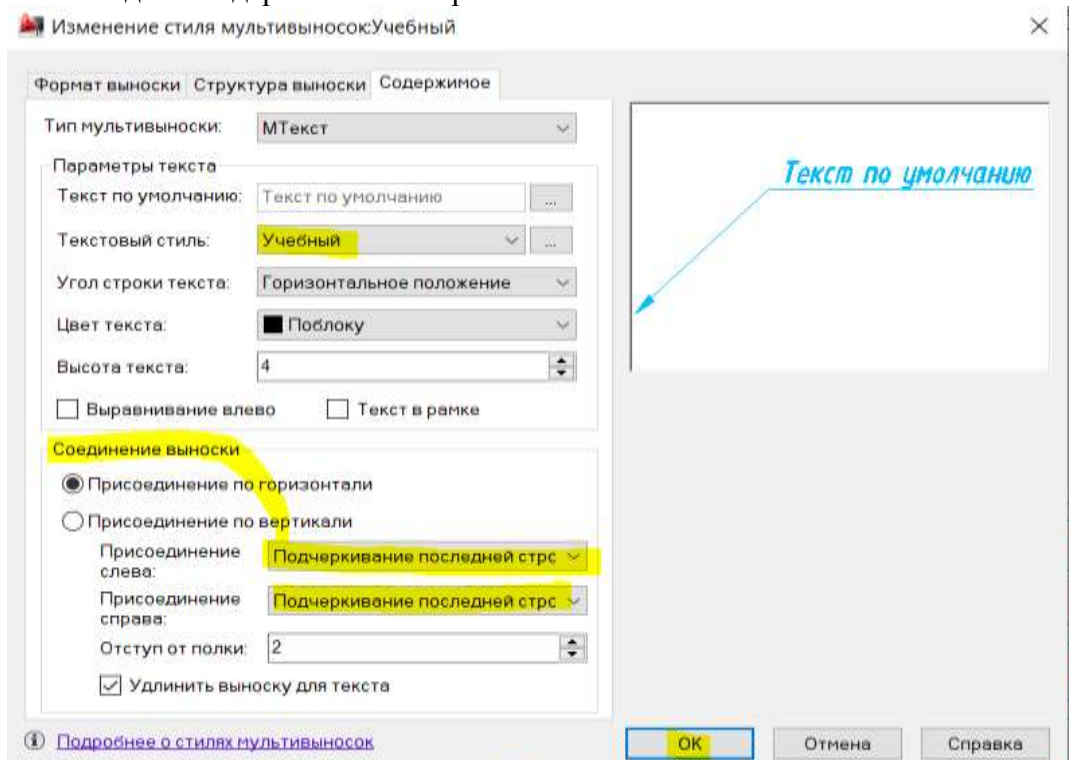 Изменение стиля мультивыносок:Учебный
Формат выноски Структура выноски Содержимое
Тип мультивыноски: МТекст
Параметры текста
Текст по умолчанию: Текст по умолчанию ...
Текстовый стиль: Учебный ...
Угол строки текста: Горизонтальное положение
Цвет текста: Поблоку
Высота текста: 4
Выравнивание влево Текст в рамке
Соединение выноски
Присоединение по горизонтали
Присоединение по вертикали
Присоединение слева: Подчеркивание последней стро
Присоединение справа: Подчеркивание последней стро
Отступ от полки: 2
Удлинить выноску для текста
Текст по умолчанию
Подробнее о стилях мультивыносок
ОК Отмена Справка